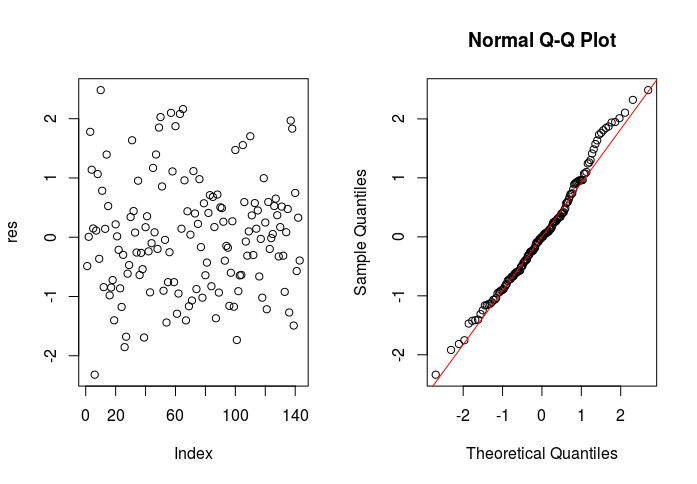 res
2
1
0
-1
-2
0 20 60 100 140
Index
Normal Q-Q Plot
Sample Quantiles
2
1
0
-1
-2
-2 -1 0 1 2
Theoretical Quantiles